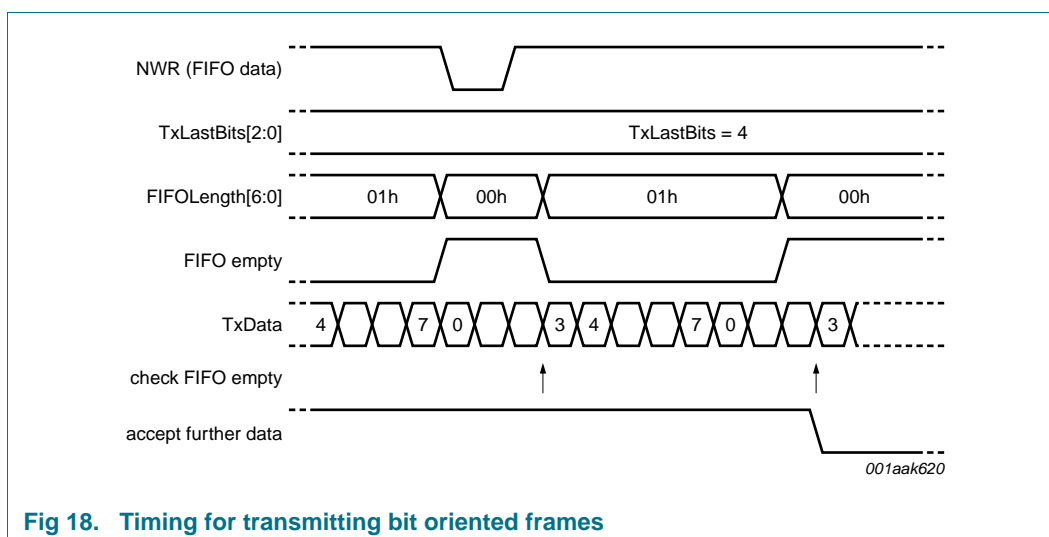 NWR (FIFO data)
TxLastBits[2:0] TxLastBits = 4
FIFOLength[6:0] 01h 00h 01h 00h
FIFO empty
TxData 4 7 0 3 4 7 0 3
check FIFO empty
accept further data
001aak620
Fig 18. Timing for transmitting bit oriented frames